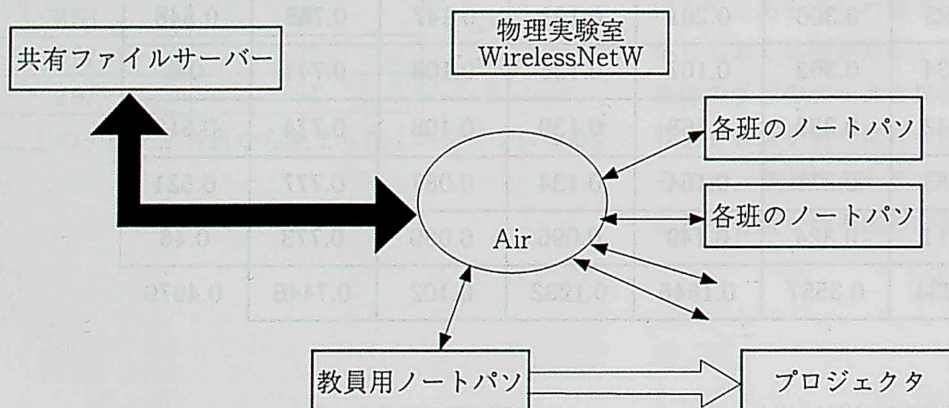 共有ファイルサーバー
物理実験室
WirelessNetW
各班のノートパソ
各班のノートパソ
Air
教員用ノートパソ
プロジェクタ